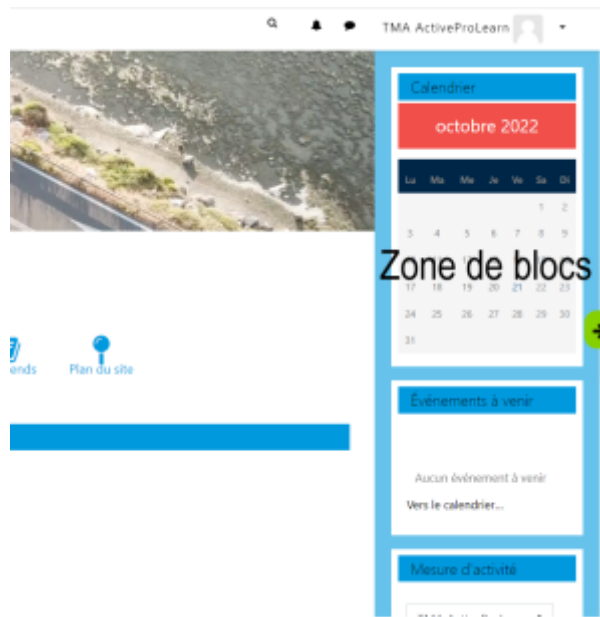 TMA ActiveProLearn
Calendrier
octobre 2022
Lu Ma Me Je Ve Sa Di
1 2
3 4 5 6 7 8 9
Zone de blocs
17 18 19 20 21 22 23
24 25 26 27 28 29 30
31
ends Plan du site
Événements à venir
Aucun événement à venir
Vers le calendrier...
Mesure d'activité